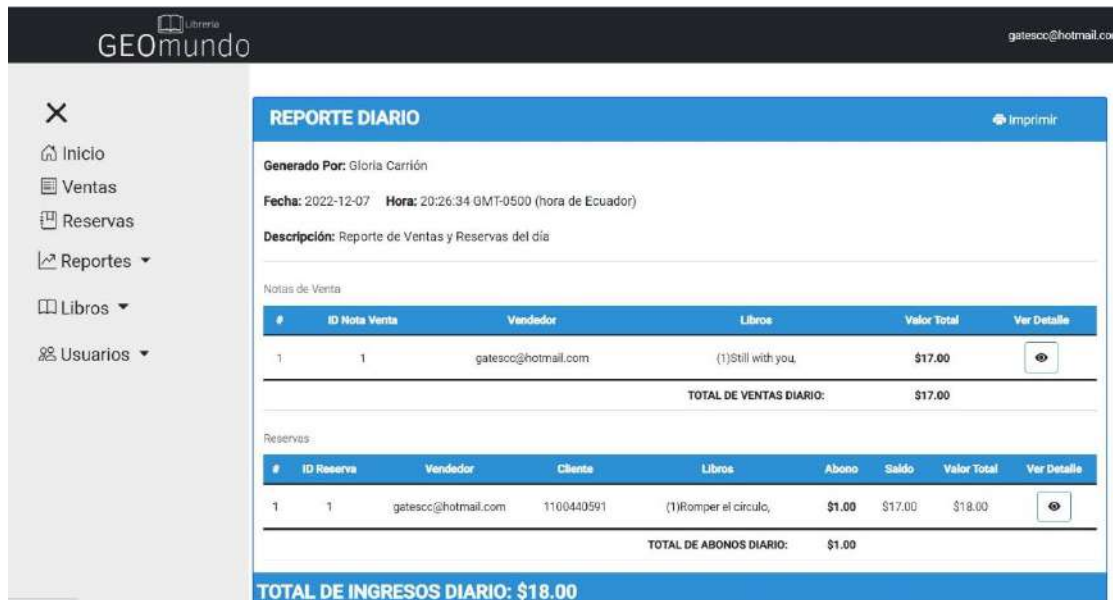 Librería
GEOmundo
gatescc@hotmail.co
Inicio
Ventas
Reservas
Reportes
Libros
Usuarios
REPORTE DIARIO
Imprimir
Generado Por: Gloria Carrión
Fecha: 2022-12-07 Hora: 20:26:34 GMT-0500 (hora de Ecuador)
Descripción: Reporte de Ventas y Reservas del día
Notas de Venta
# ID Nota Venta Vendedor Libros Valor Total Ver Detalle
1 1 gatescc@hotmail.com (1)Still with you, $17.00
TOTAL DE VENTAS DIARIO: $17.00
Reservas
# ID Reserva Vendedor Cliente Libros Abono Saldo Valor Total Ver Detalle
1 1 gatescc@hotmail.com 1100440591 (1)Romper el círculo, $1.00 $17.00 $18.00
TOTAL DE ABONOS DIARIO: $1.00
TOTAL DE INGRESOS DIARIO: $18.00